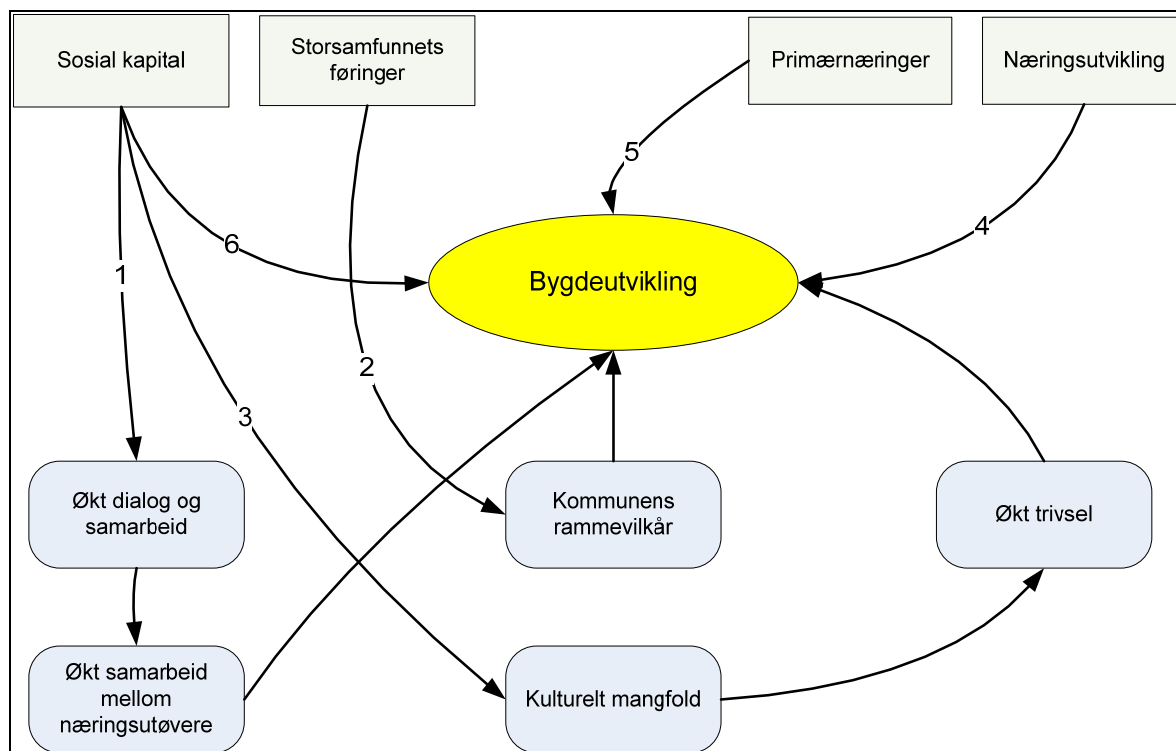 Sosial kapital
Storsamfunnets
føringer
Primærnæringer
Næringsutvikling
5
4
6
1
Bygdeutvikling
2
3
Økt dialog og
samarbeid
Kommunens
rammevilkår
Økt trivsel
Økt samarbeid
mellom
næringsutøvere
Kulturelt mangfold